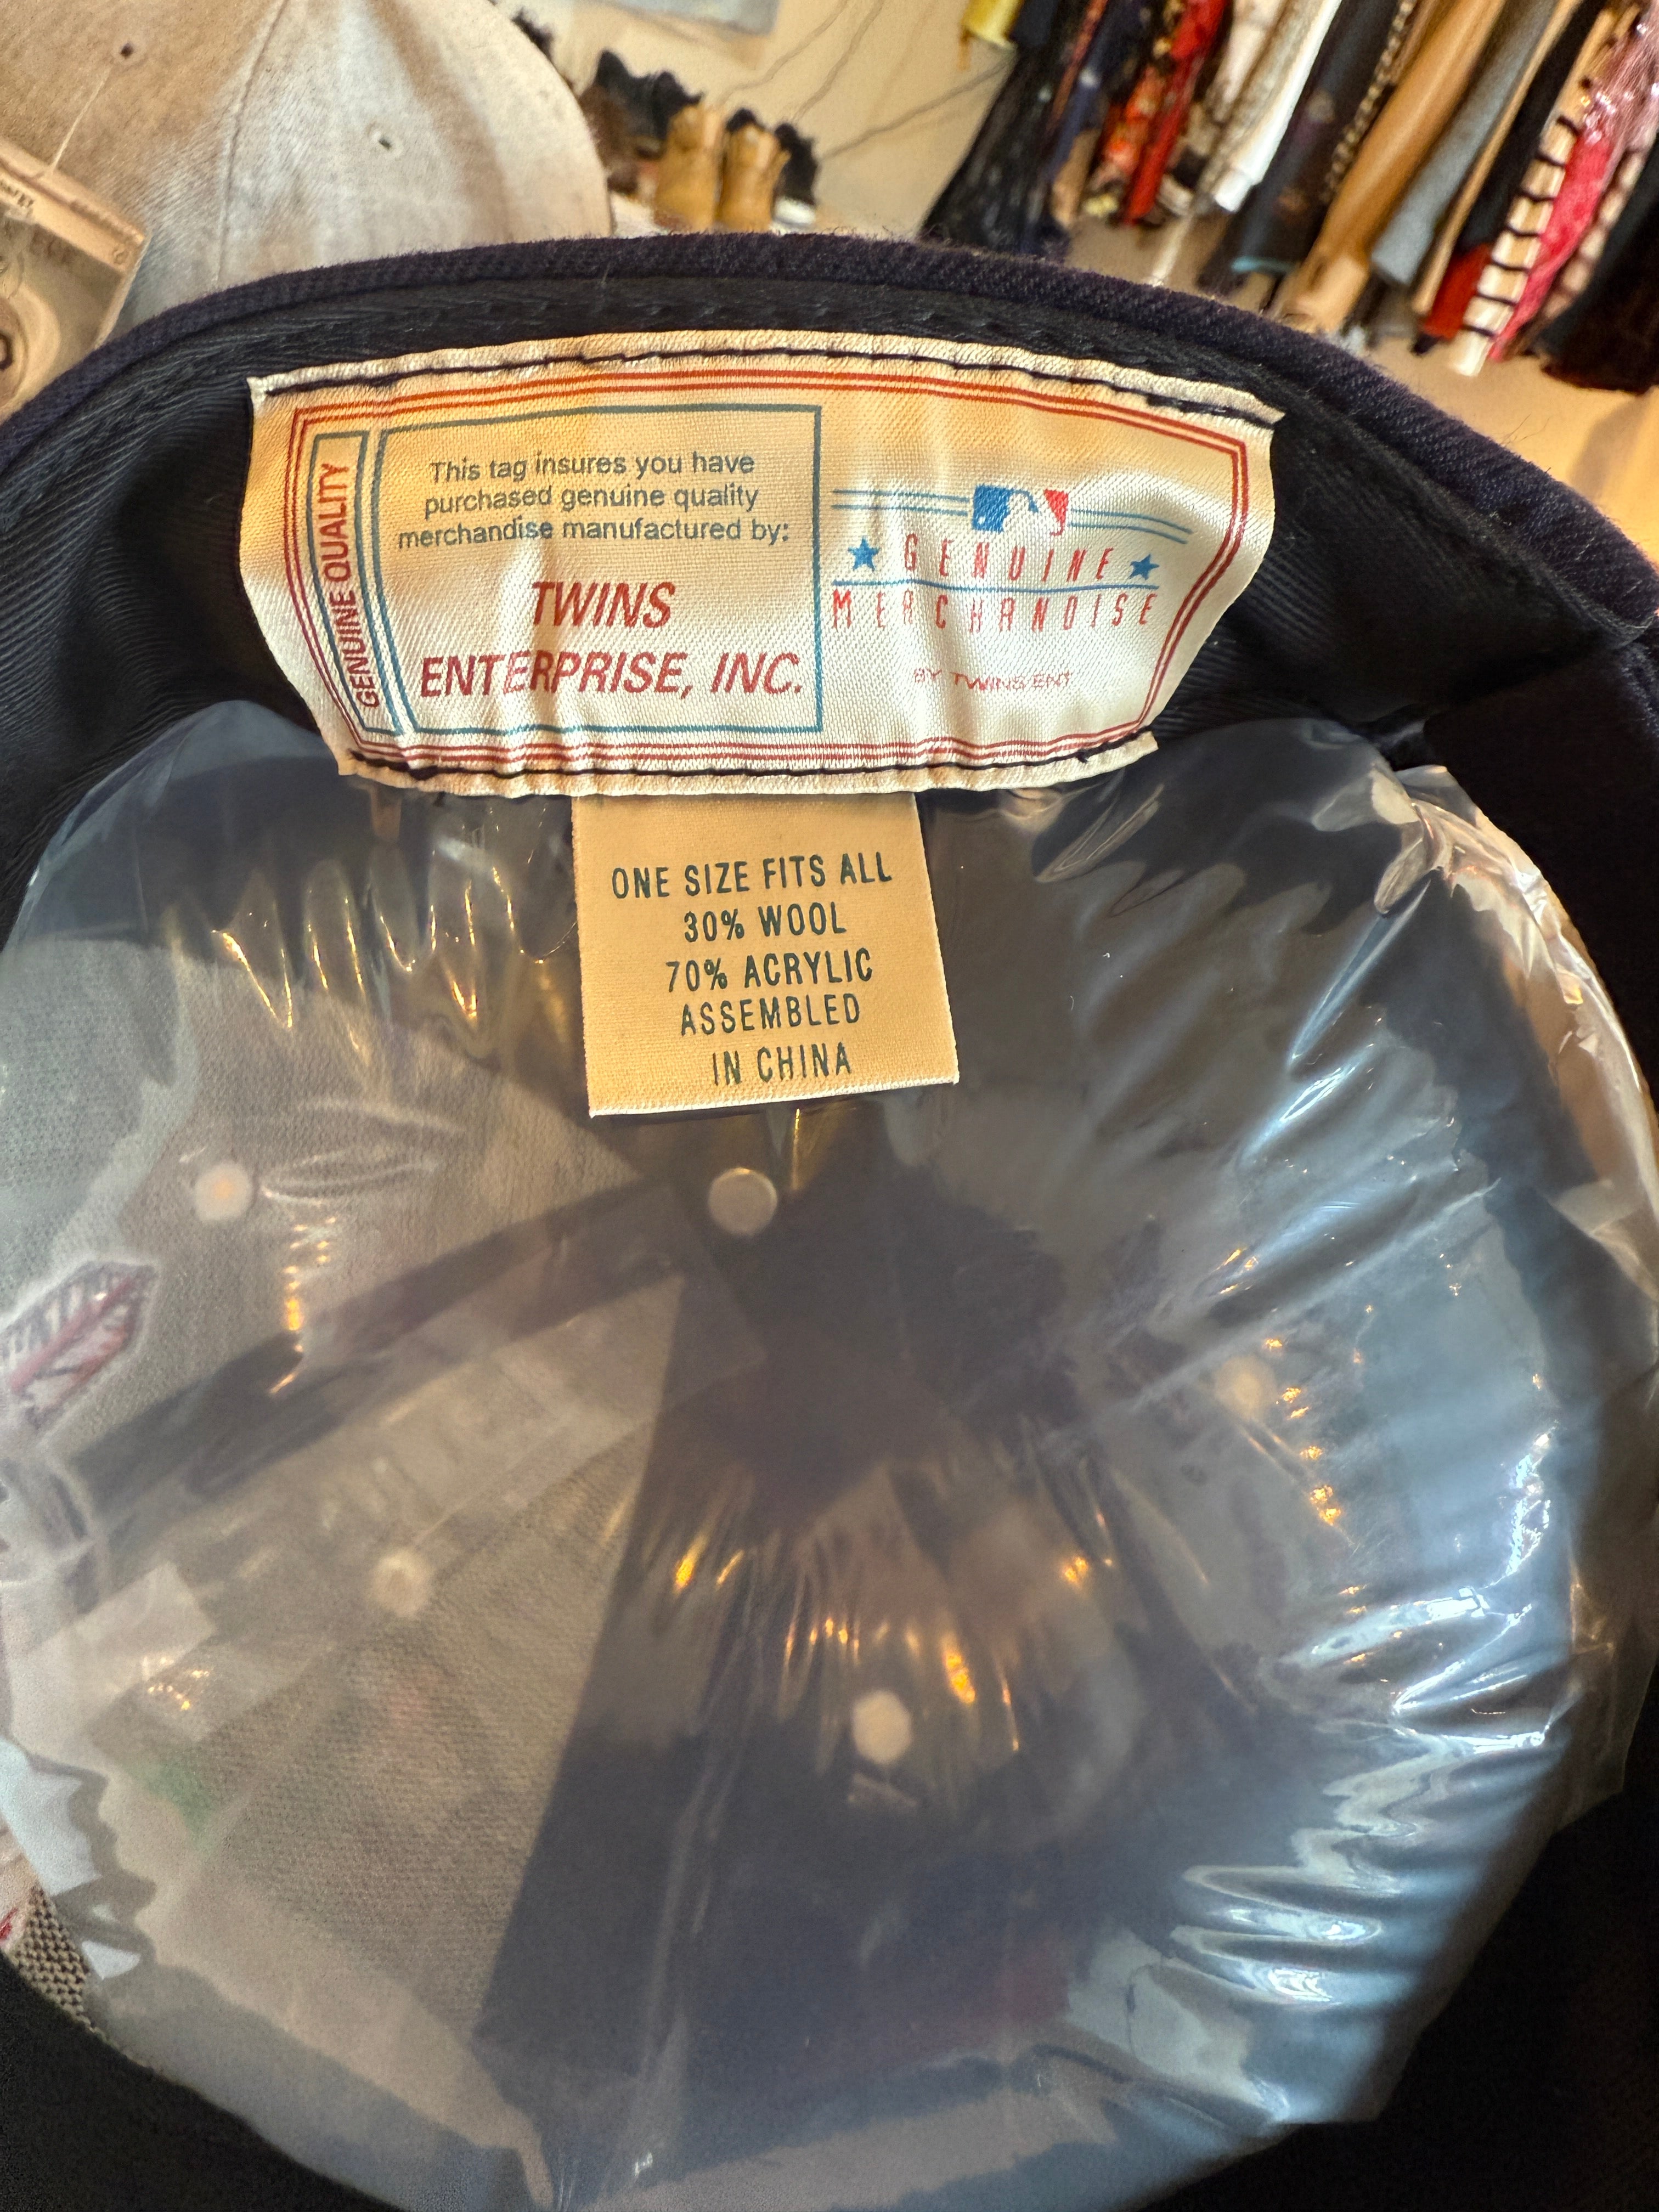 GENUINE QUALITY
This tag insures you have
purchased genuine quality
merchandise manufactured by:
TWINS
ENTERPRISE, INC.
GENUINE
MERCHANDISE
BY TWINS ENT
ONE SIZE FITS ALL
30% WOOL
70% ACRYLIC
ASSEMBLED
IN CHINA